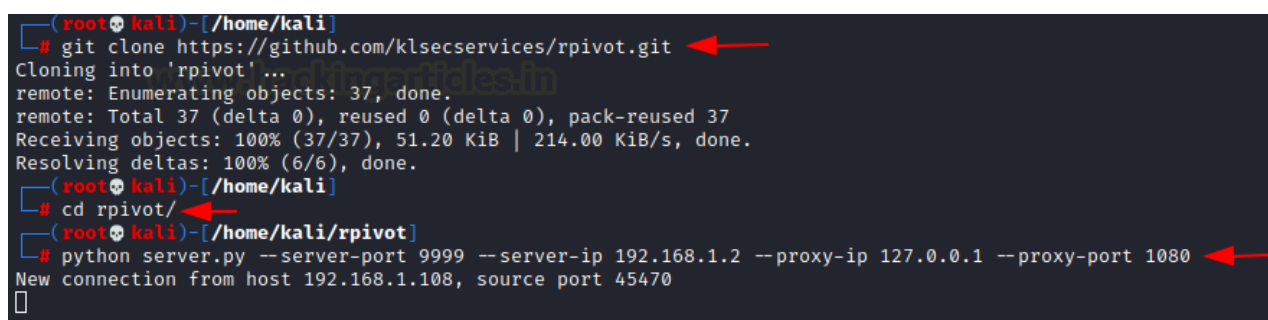 ┌──(root💀kali)-[/home/kali]
└─# git clone https://github.com/klsecservices/rpivot.git
Cloning into 'rpivot'...
www.hackingarticles.in
remote: Enumerating objects: 37, done.
remote: Total 37 (delta 0), reused 0 (delta 0), pack-reused 37
Receiving objects: 100% (37/37), 51.20 KiB | 214.00 KiB/s, done.
Resolving deltas: 100% (6/6), done.
┌──(root💀kali)-[/home/kali]
└─# cd rpivot/
┌──(root💀kali)-[/home/kali/rpivot]
└─# python server.py --server-port 9999 --server-ip 192.168.1.2 --proxy-ip 127.0.0.1 --proxy-port 1080
New connection from host 192.168.1.108, source port 45470